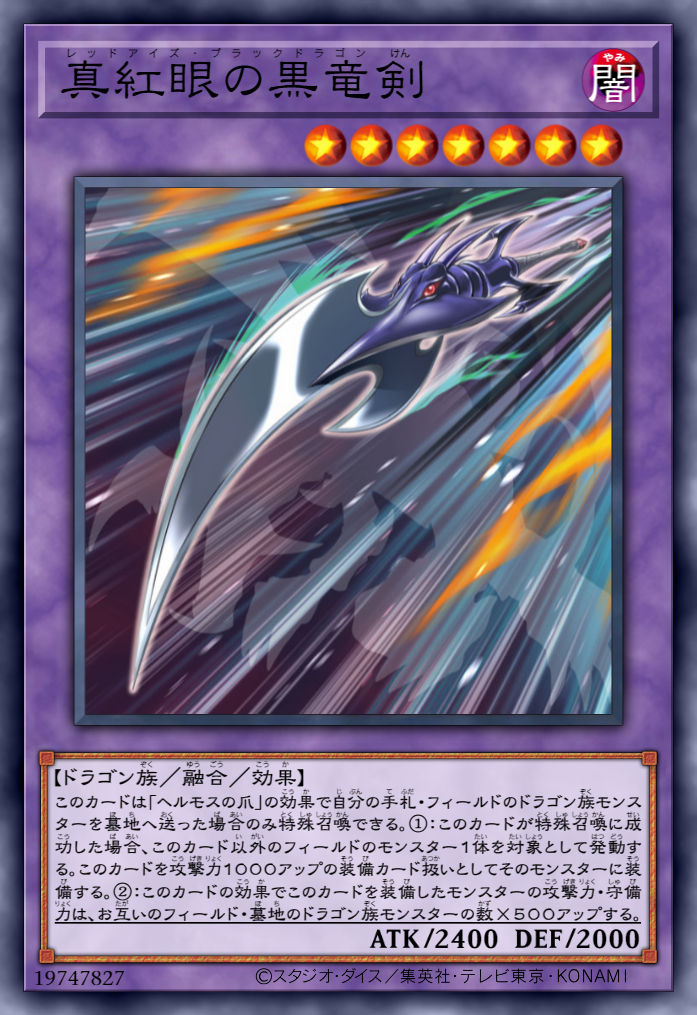 レッドアイズ・ブラックドラゴン けん
真紅眼の黒竜剣
やみ
闇
【ドラゴン族／融合／効果】
このカードは「ヘルモスの爪」の効果で自分の手札・フィールドのドラゴン族モンス
ターを墓地へ送った場合のみ特殊召喚できる。①：このカードが特殊召喚に成
功した場合、このカード以外のフィールドのモンスター1体を対象として発動す
る。このカードを攻撃力1000アップの装備カード扱いとしてそのモンスターに装
備する。②：このカードの効果でこのカードを装備したモンスターの攻撃力・守備
力は、お互いのフィールド・墓地のドラゴン族モンスターの数×500アップする。
ATK/2400 DEF/2000
19747827 ©スタジオ・ダイス／集英社・テレビ東京・KONAMI